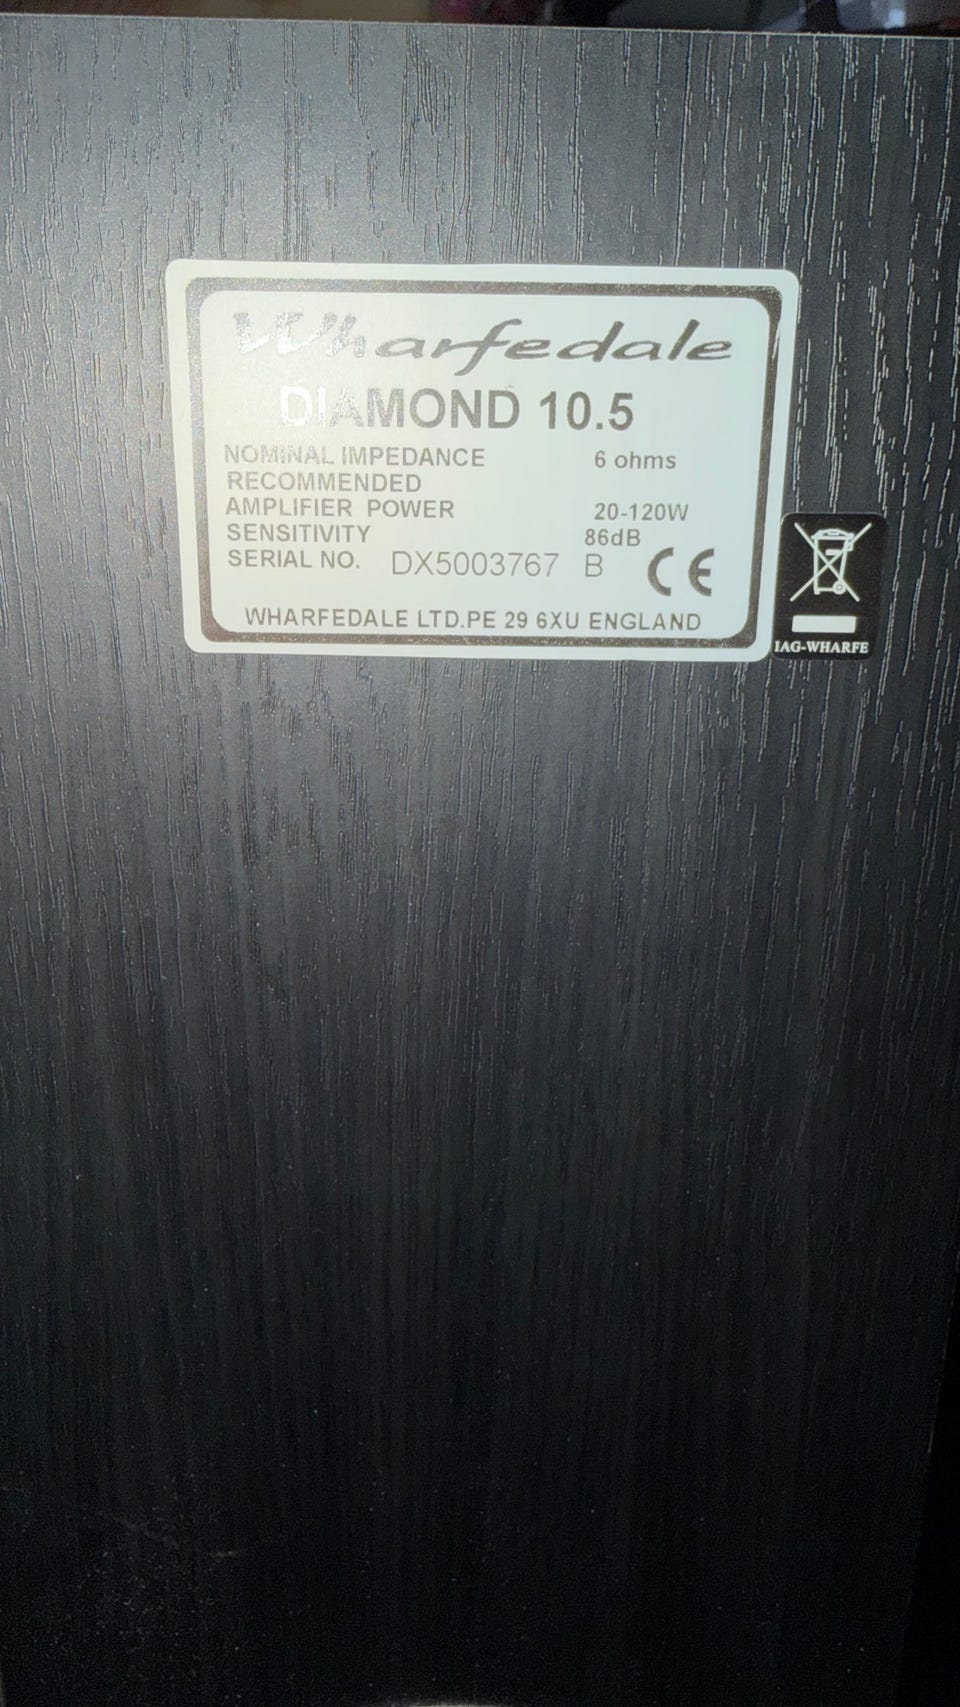 Wharfedale
DIAMOND 10.5
NOMINAL IMPEDANCE 6 ohms
RECOMMENDED
AMPLIFIER POWER 20-120W
SENSITIVITY 86dB
SERIAL NO. DX5003767 B CE
WHARFEDALE LTD.PE 29 6XU ENGLAND
IAG-WHARFE